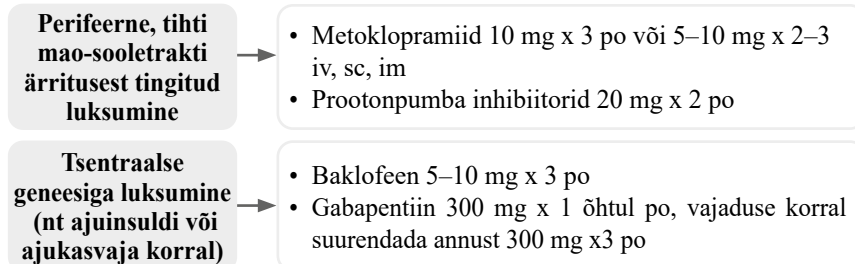 Perifeerne, tihti
mao-sooletrakti
ärritusest tingitud
luksumine
• Metoklopramiid 10 mg x 3 po või 5–10 mg x 2–3
iv, sc, im
• Prootonpumba inhibiitorid 20 mg x 2 po
Tsentraalse
geneesiga luksumine
(nt ajuinsuldi või
ajukasvaja korral)
• Baklofeen 5–10 mg x 3 po
• Gabapentiin 300 mg x 1 õhtul po, vajaduse korral
suurendada annust 300 mg x3 po